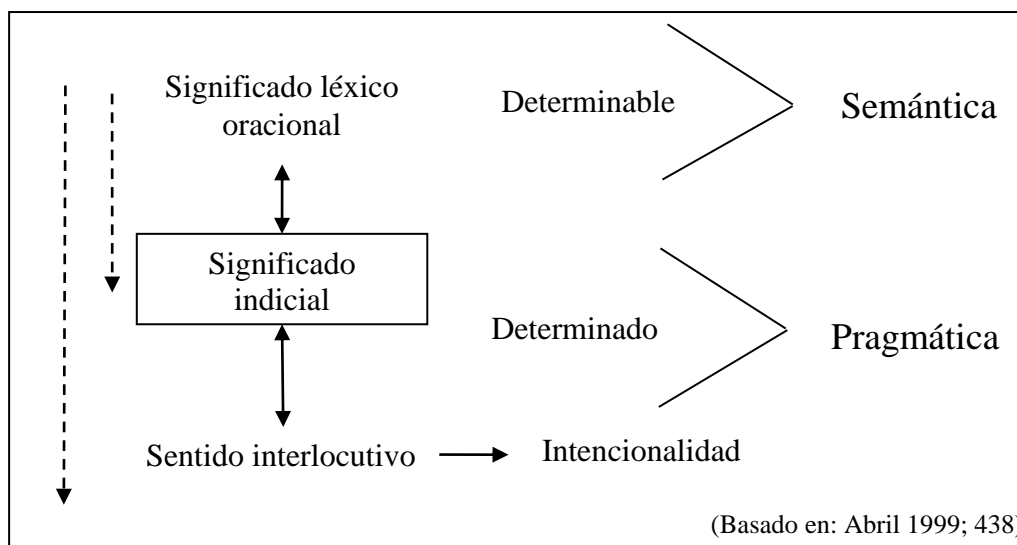 Significado léxico
oracional
Determinable
Semántica
Significado
indicial
Determinado
Pragmática
Sentido interlocutivo
Intencionalidad
(Basado en: Abril 1999; 438)